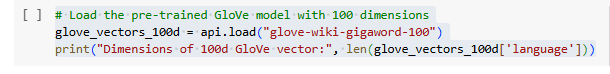 [ ] # Load the pre-trained GloVe model with 100 dimensions
glove_vectors_100d = api.load("glove-wiki-gigaword-100")
print("Dimensions of 100d GloVe vector:", len(glove_vectors_100d['language']))